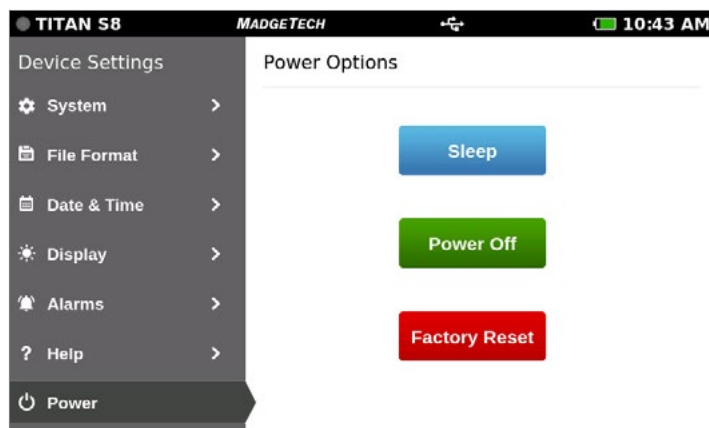 TITAN S8 MADGETECH 10:43 AM
Device Settings
System
File Format
Date & Time
Display
Alarms
? Help
Power
Power Options
Sleep
Power Off
Factory Reset